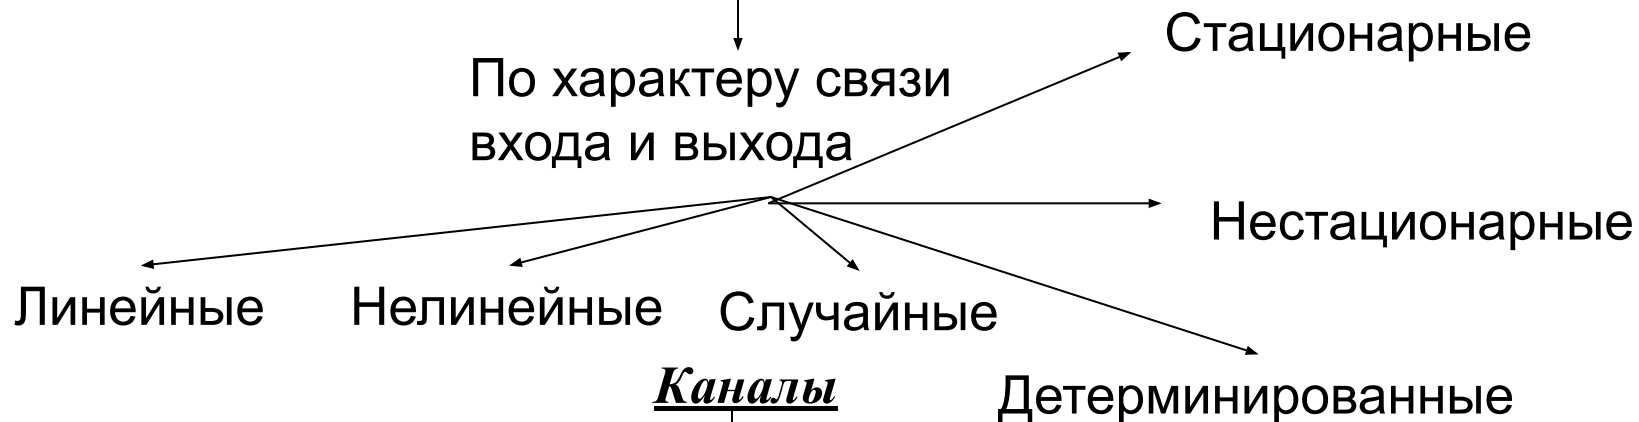 Стационарные
По характеру связи
входа и выхода
Нестационарные
Линейные
Нелинейные
Случайные
Каналы
Детерминированные